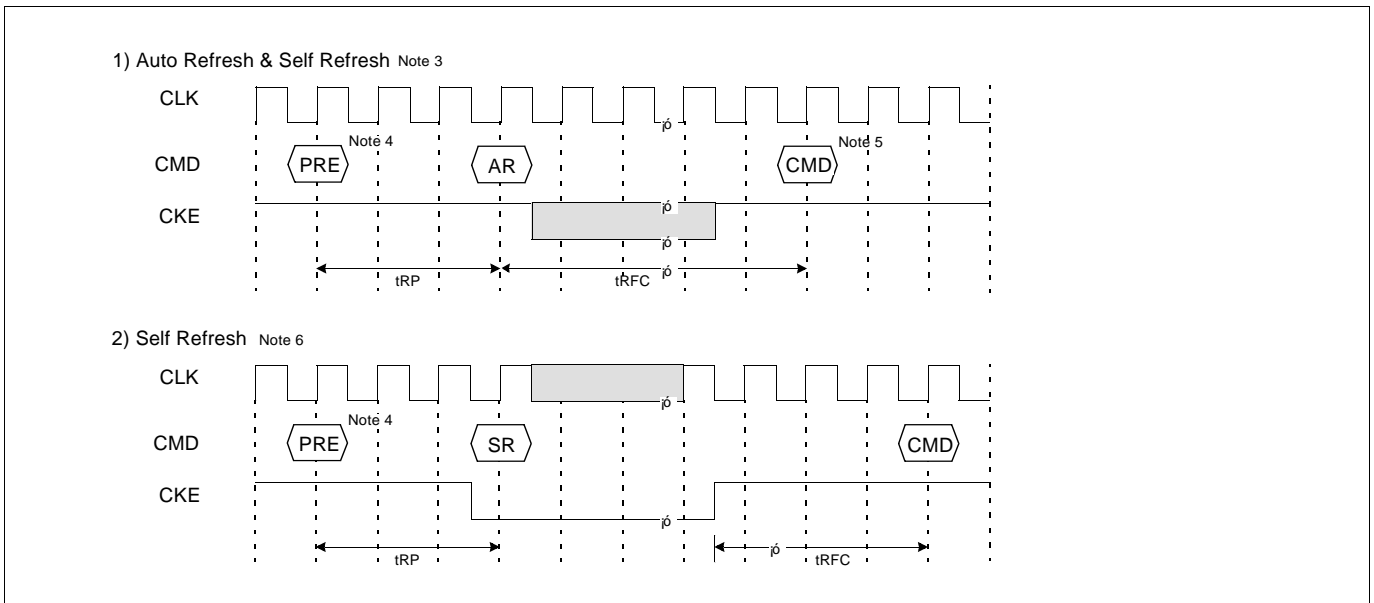 1) Auto Refresh & Self Refresh Note 3
CLK
¡ó
CMD PRE Note 4 AR CMD Note 5
CKE
¡ó
¡ó
tRP tRFC ¡ó
2) Self Refresh Note 6
CLK
¡ó
CMD PRE Note 4 SR CMD
CKE
¡ó
tRP ¡ó tRFC